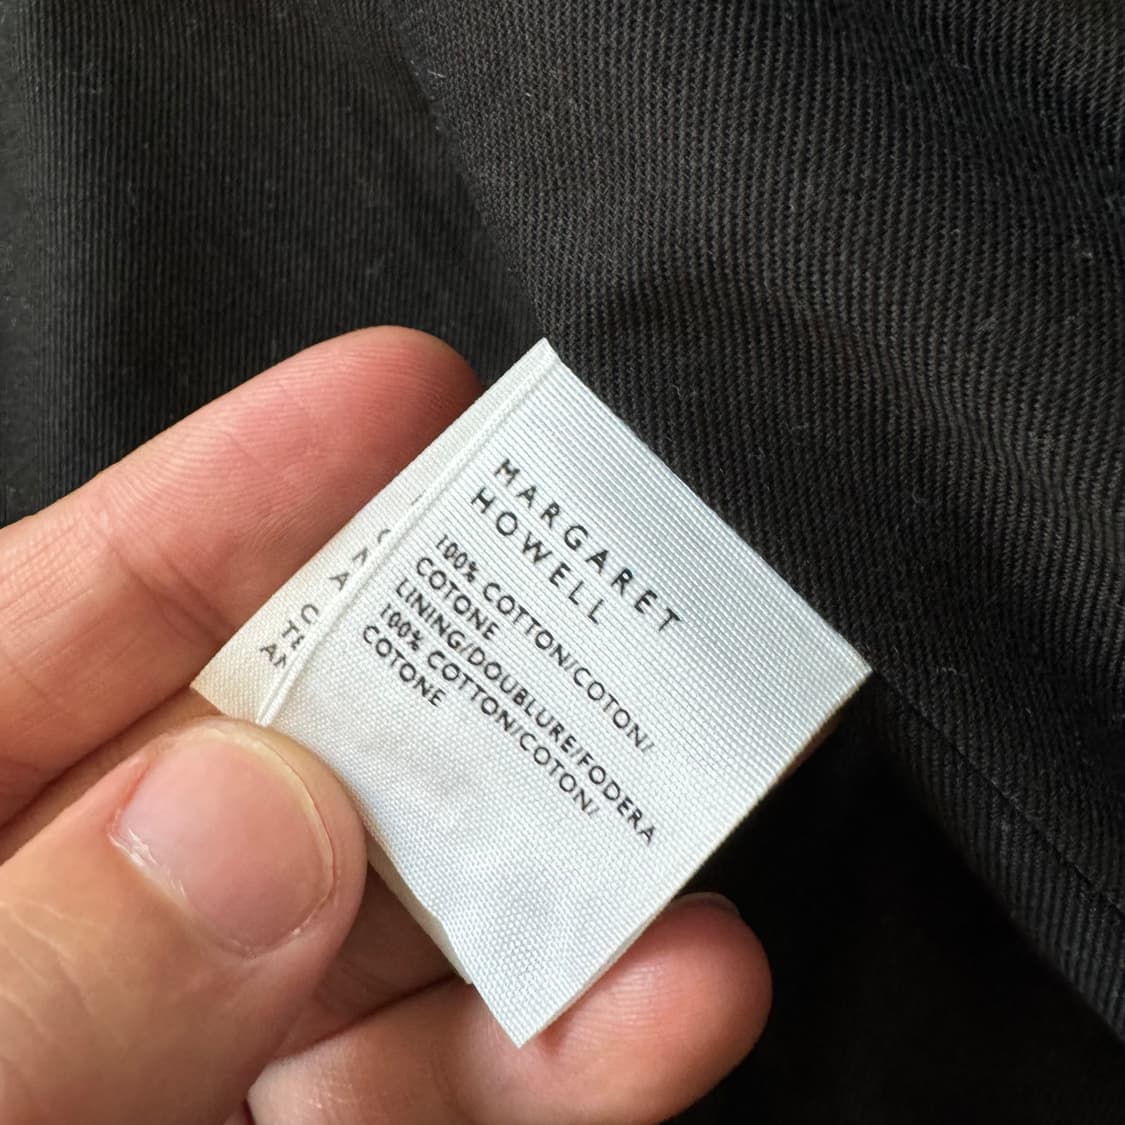 MARGARET
HOWELL
100% COTTON/COTON/
COTONE
LINING/DOUBLURE/FODERA
100% COTTON/COTON/
COTONE